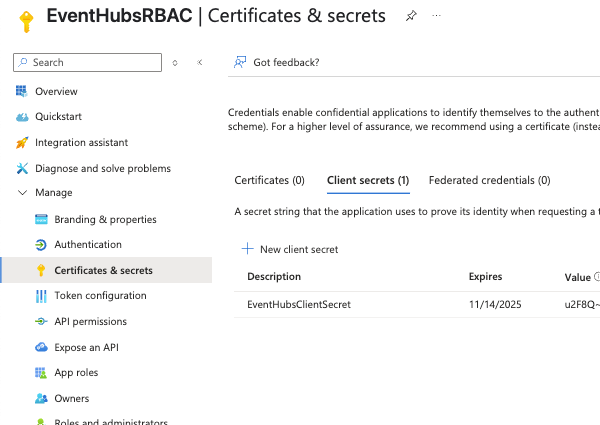 EventHubsRBAC | Certificates & secrets
Search
Got feedback?
Overview
Quickstart
Integration assistant
Diagnose and solve problems
Manage
Branding & properties
Authentication
Certificates & secrets
Token configuration
API permissions
Expose an API
App roles
Owners
Roles and administrators
Credentials enable confidential applications to identify themselves to the authent
scheme). For a higher level of assurance, we recommend using a certificate (instea
Certificates (0) Client secrets (1) Federated credentials (0)
A secret string that the application uses to prove its identity when requesting a t
New client secret
Description Expires Value
EventHubsClientSecret 11/14/2025 u2F8Q~